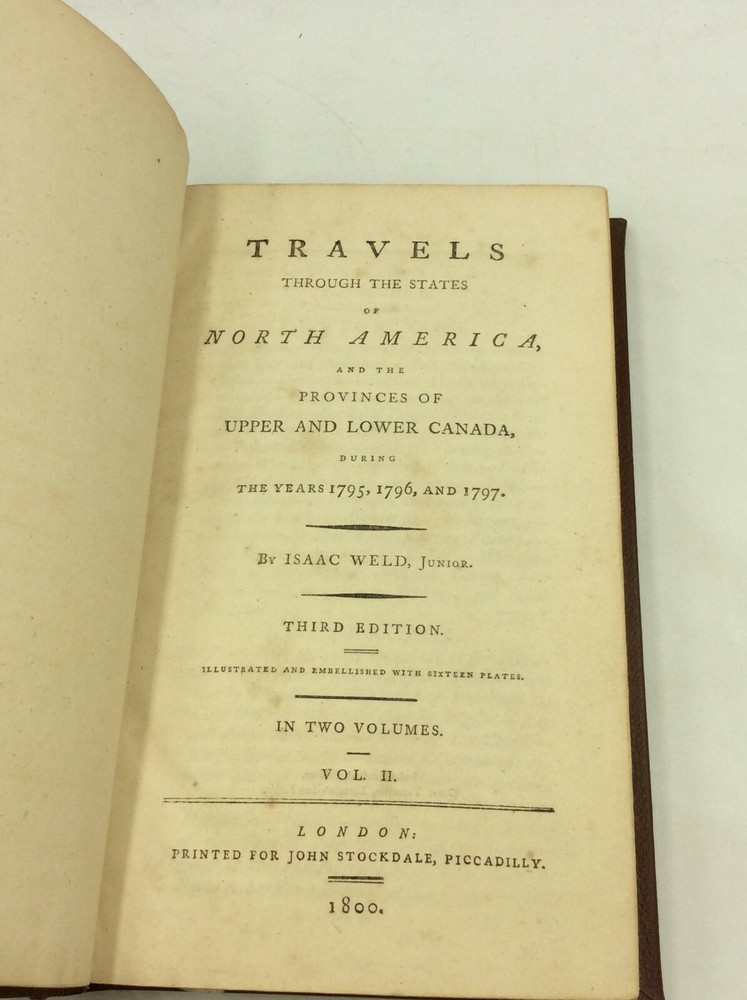 TRAVELS
THROUGH THE STATES
OF
NORTH AMERICA,
AND THE
PROVINCES OF
UPPER AND LOWER CANADA,
DURING
THE YEARS 1795, 1796, AND 1797.
BY ISAAC WELD, JUNIOR.
THIRD EDITION.
ILLUSTRATED AND EMBELLISHED WITH SIXTEEN PLATES.
IN TWO VOLUMES.
VOL. II.
LONDON:
PRINTED FOR JOHN STOCKDALE, PICCADILLY.
1800.